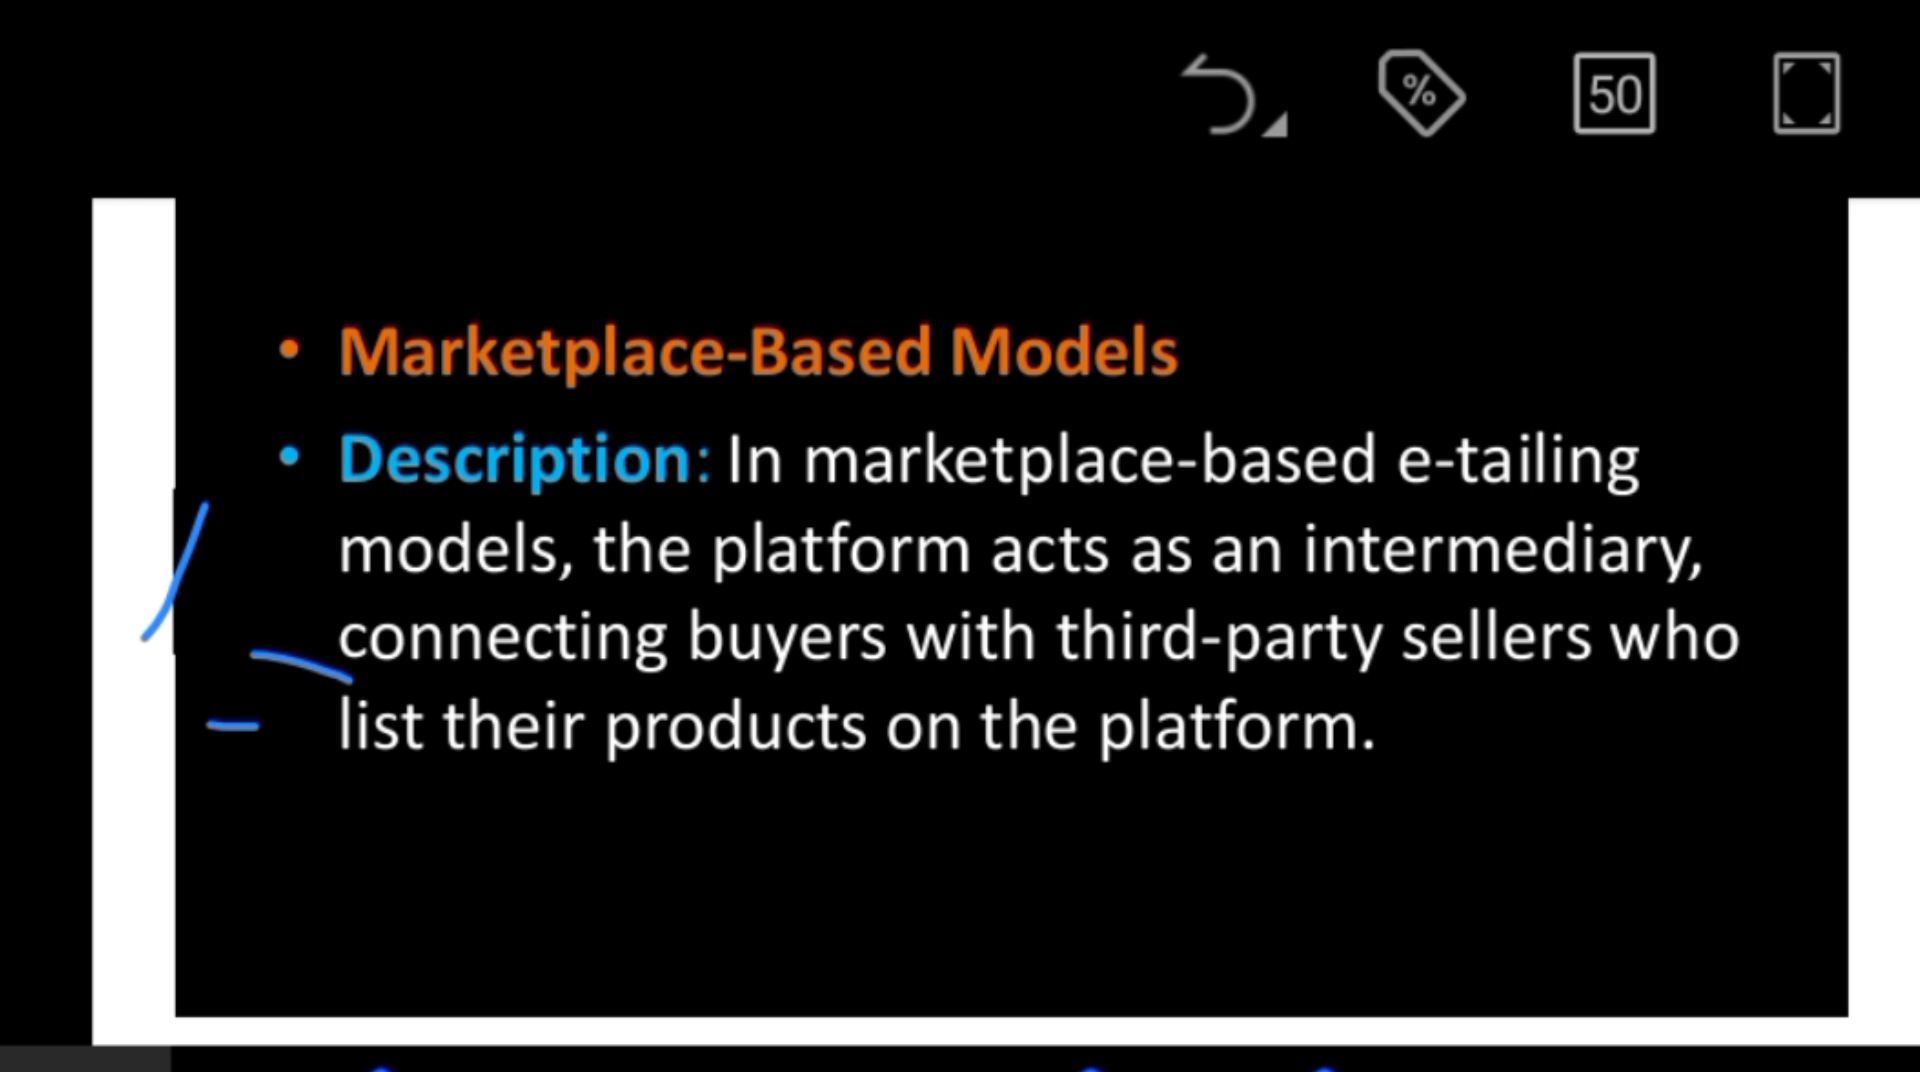 %
50
• Marketplace-Based Models
• Description: In marketplace-based e-tailing
models, the platform acts as an intermediary,
connecting buyers with third-party sellers who
list their products on the platform.